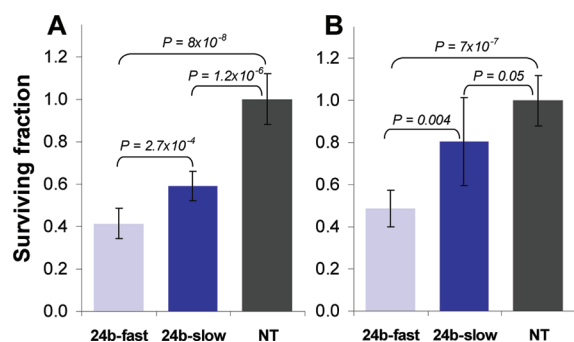 A
B
P = 8x10-8
P = 1.2x10-6
P = 2.7x10-4
P = 7x10-7
P = 0.05
P = 0.004
Surviving fraction
1.2
1.0
0.8
0.6
0.4
0.2
0.0
1.2
1.0
0.8
0.6
0.4
0.2
0.0
24b-fast 24b-slow NT
24b-fast 24b-slow NT